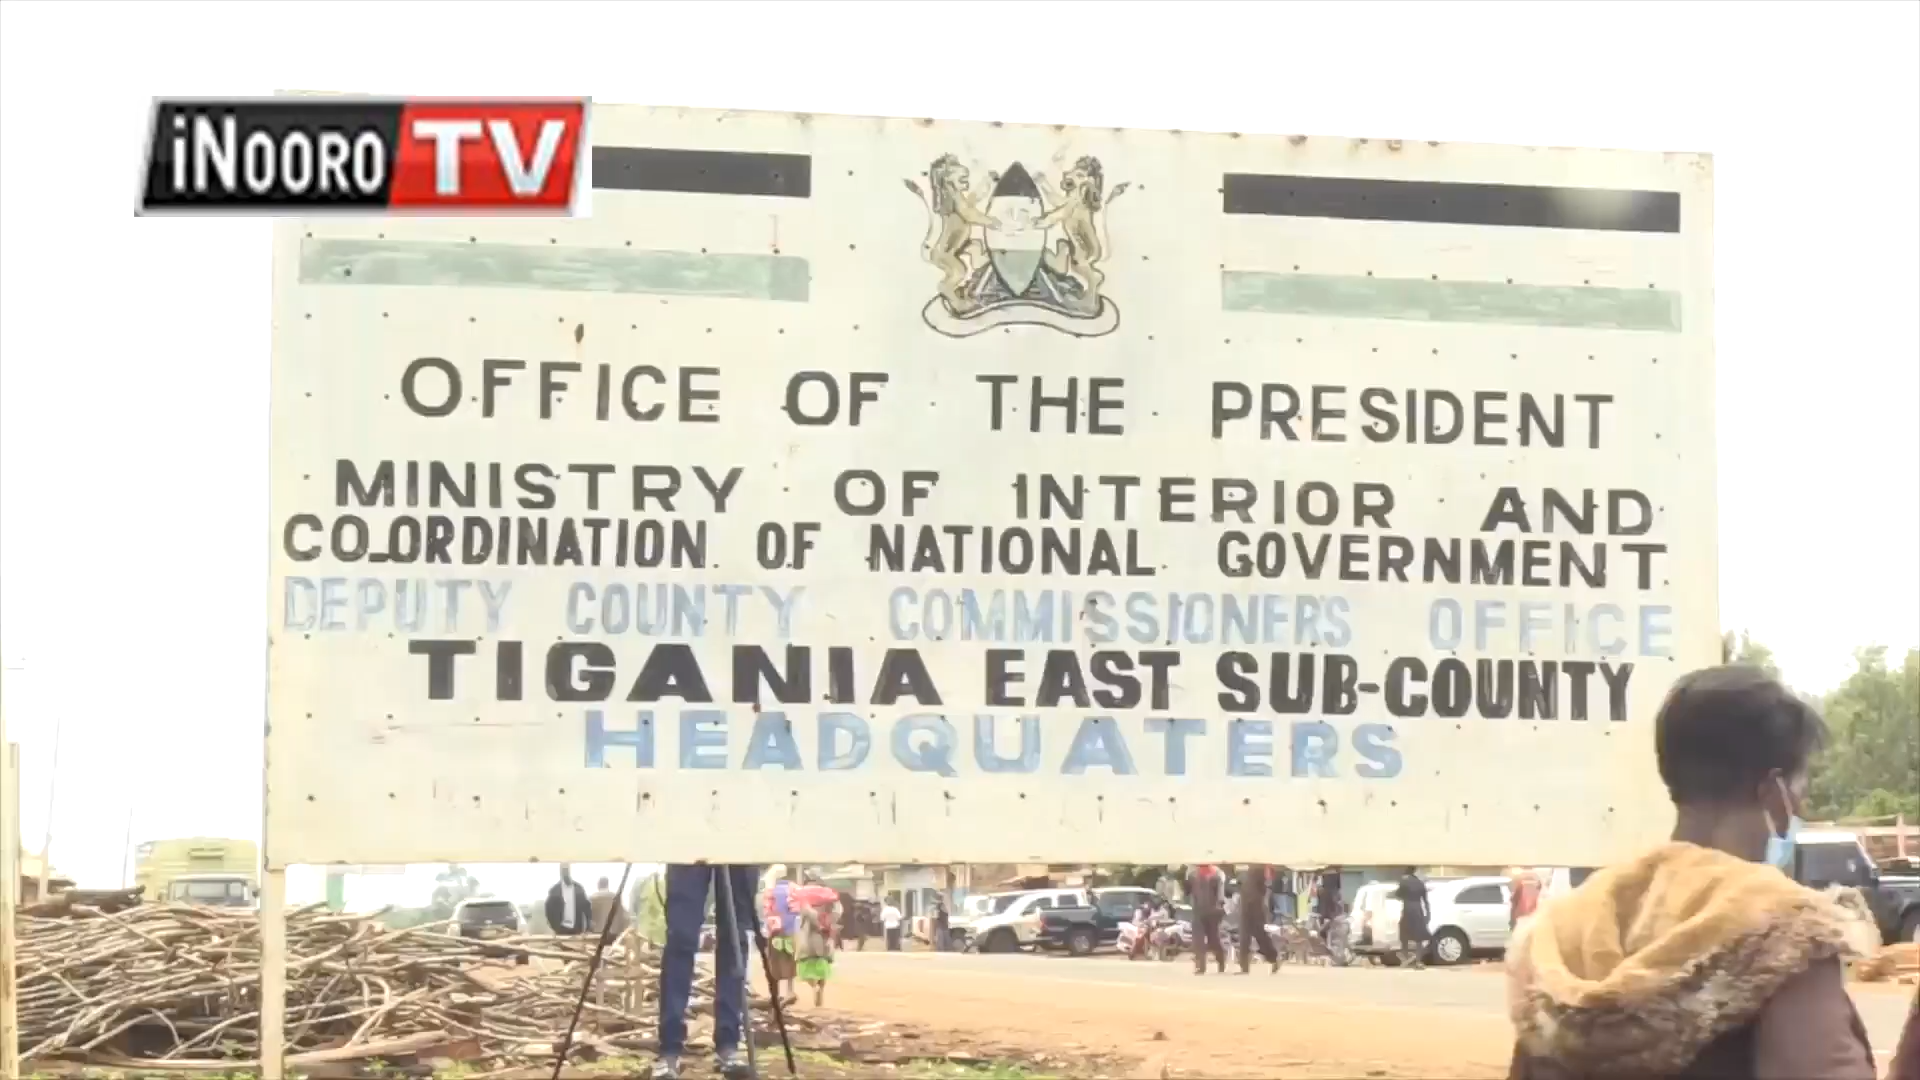 iNOORO TV
OFFICE OF THE PRESIDENT
MINISTRY OF INTERIOR AND
CO-ORDINATION OF NATIONAL GOVERNMENT
DEPUTY COUNTY COMMISSIONERS OFFICE
TIGANIA EAST SUB-COUNTY
HEADQUATERS